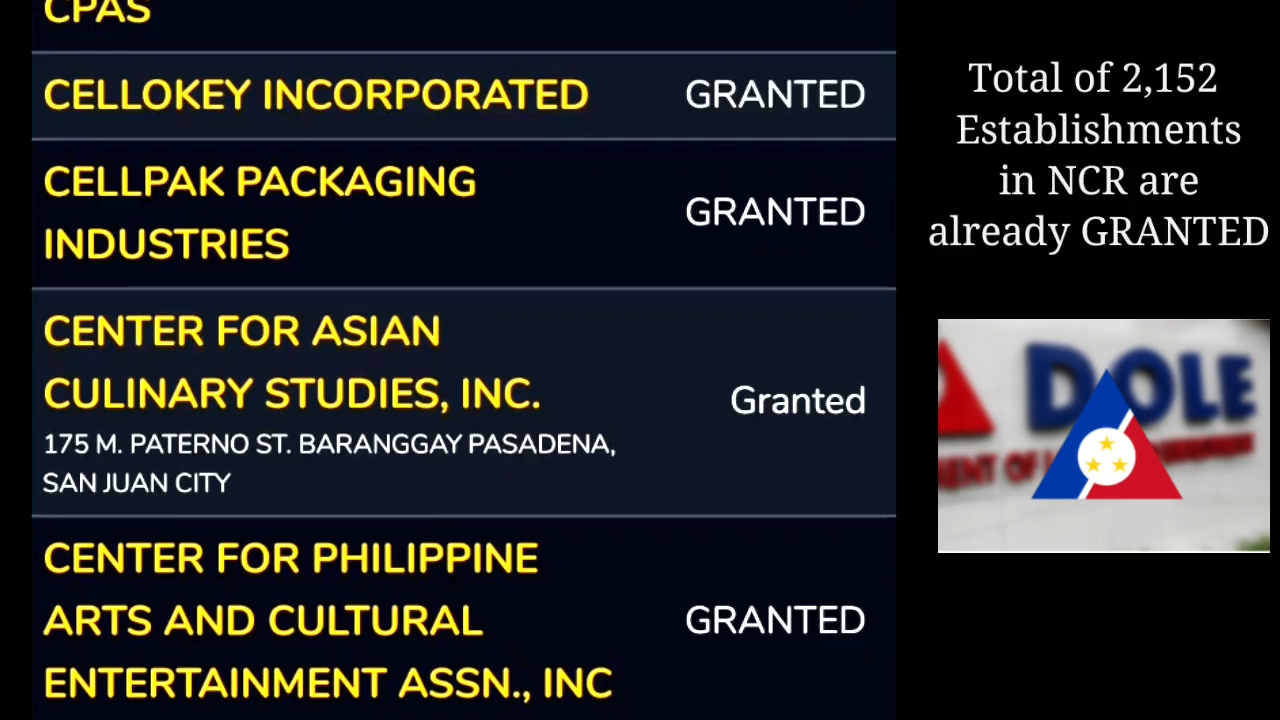 CPAS
CELLOKEY INCORPORATED GRANTED
CELLPAK PACKAGING
INDUSTRIES
GRANTED
CENTER FOR ASIAN
CULINARY STUDIES, INC.
175 M. PATERNO ST. BARANGGAY PASADENA,
SAN JUAN CITY
Granted
CENTER FOR PHILIPPINE
ARTS AND CULTURAL
ENTERTAINMENT ASSN., INC
GRANTED
Total of 2,152
Establishments
in NCR are
already GRANTED
DOLE